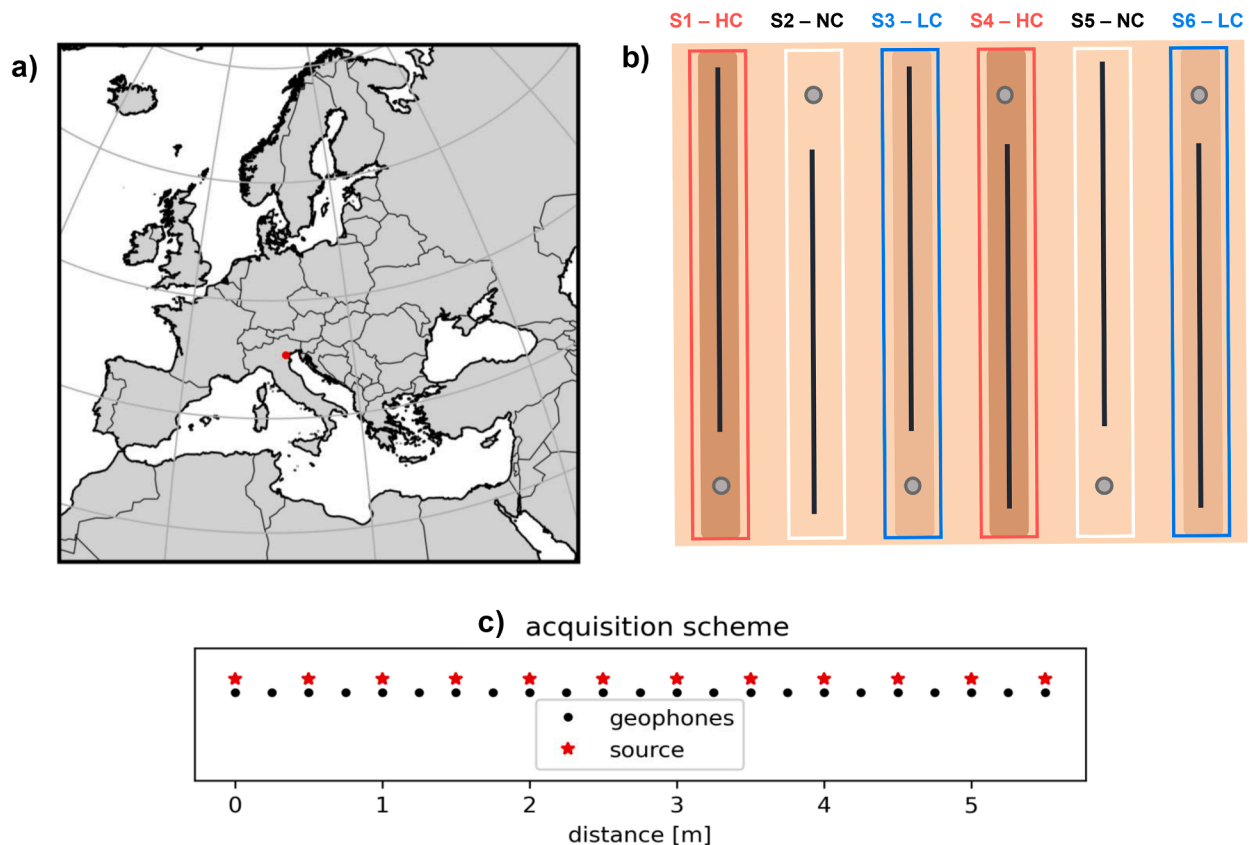 a)
b)
S1 – HC S2 – NC S3 – LC S4 – HC S5 – NC S6 – LC
c) acquisition scheme
geophones
source
0 1 2 3 4 5
distance [m]